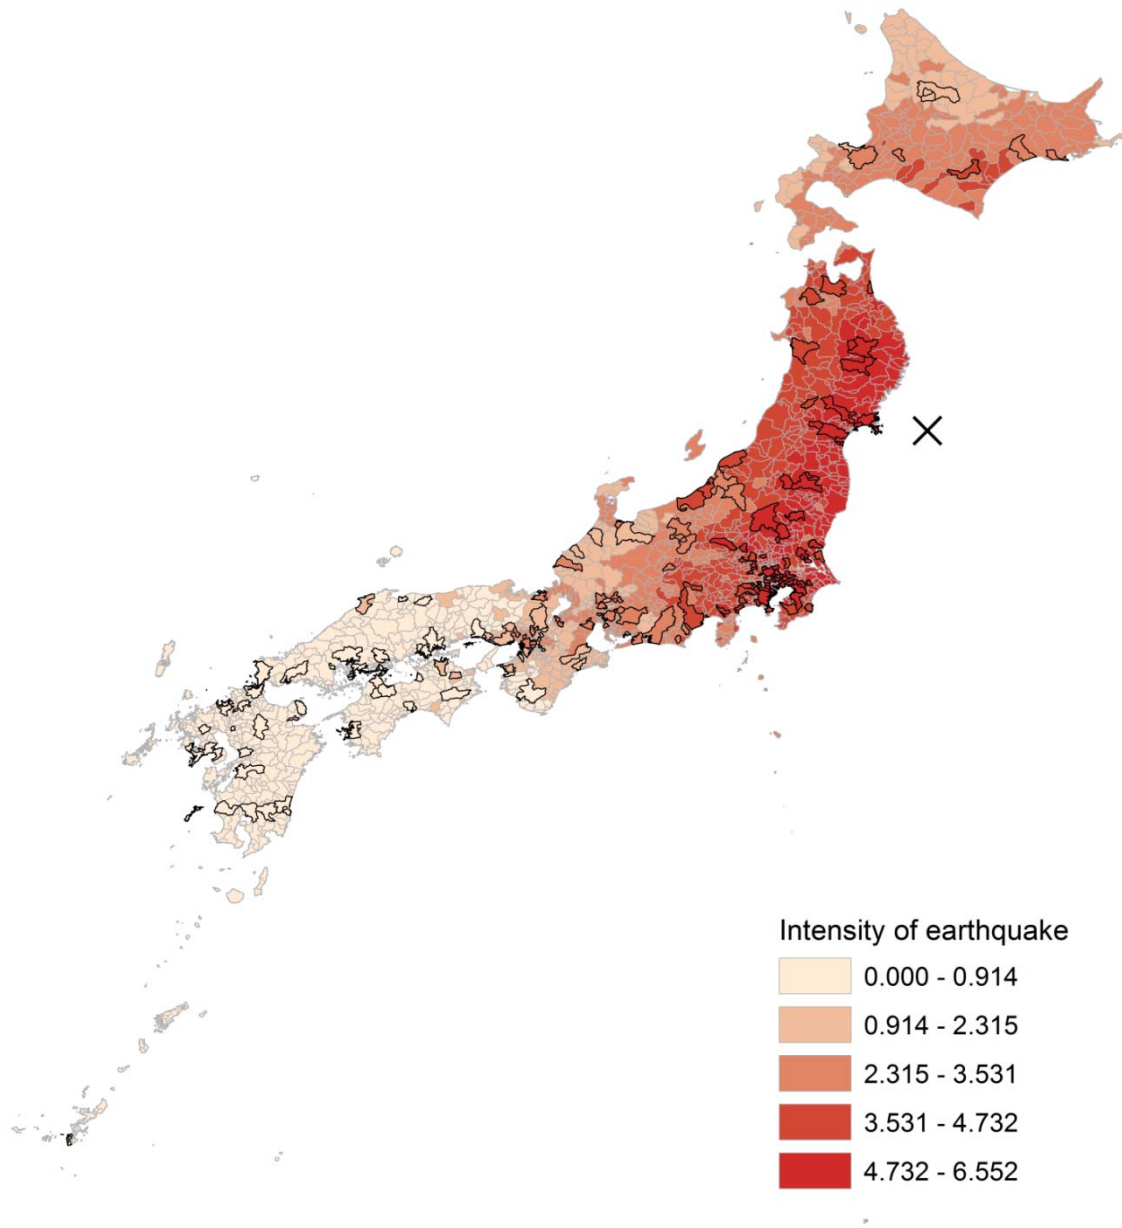 Intensity of earthquake
0.000 - 0.914
0.914 - 2.315
2.315 - 3.531
3.531 - 4.732
4.732 - 6.552